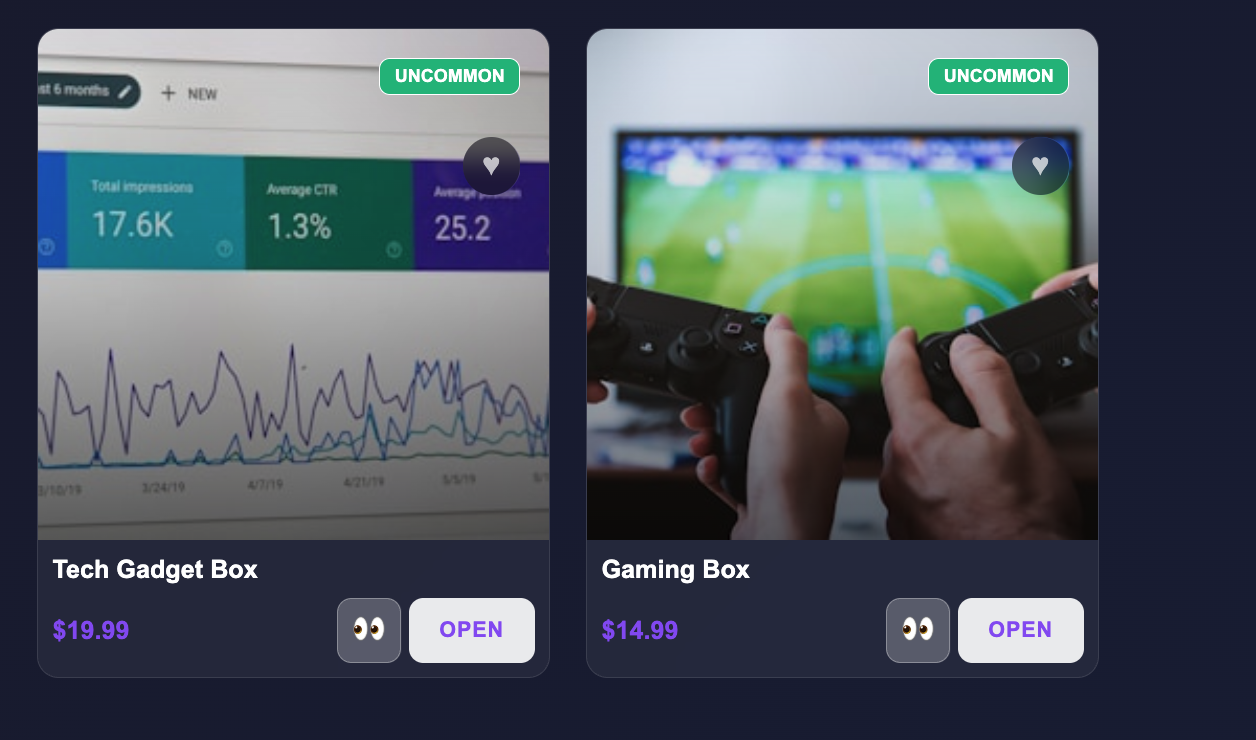 UNCOMMON
st 6 months
+ NEW
Total impressions
17.6K
Average CTR
1.3%
Average position
25.2
3/10/19
3/24/19
4/7/19
4/21/19
5/5/19
Tech Gadget Box
$19.99
OPEN
UNCOMMON
Gaming Box
$14.99
OPEN